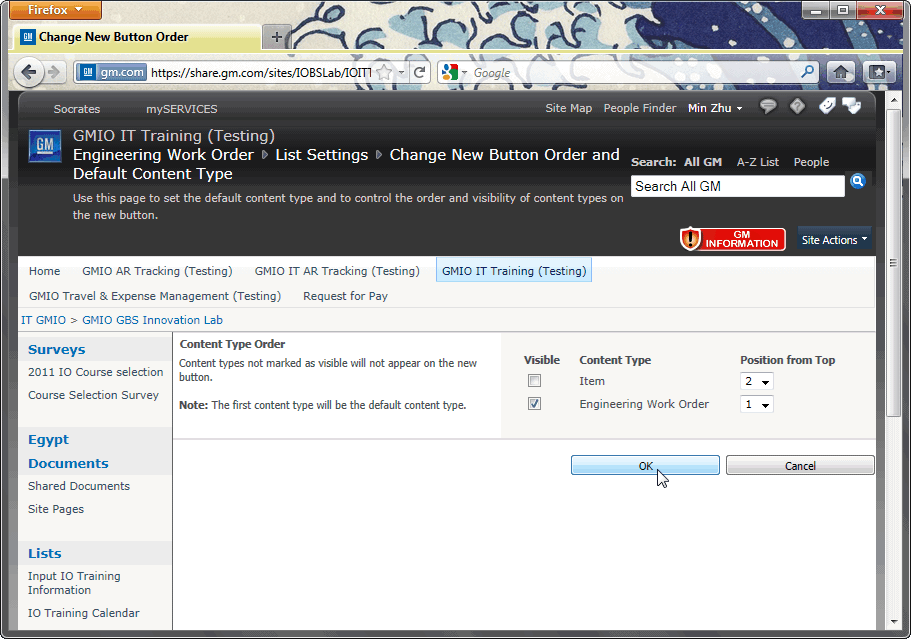 Firefox
GM Change New Button Order
+
GM gm.com https://share.gm.com/sites/IOBSLab/IOITT
Google
Socrates mySERVICES Site Map People Finder Min Zhu
GM
GMIO IT Training (Testing)
Engineering Work Order List Settings Change New Button Order and
Default Content Type
Use this page to set the default content type and to control the order and visibility of content types on
the new button.
Search: All GM A-Z List People
Search All GM
GM
INFORMATION
Site Actions
Home GMIO AR Tracking (Testing) GMIO IT AR Tracking (Testing) GMIO IT Training (Testing)
GMIO Travel & Expense Management (Testing) Request for Pay
IT GMIO > GMIO GBS Innovation Lab
Surveys
2011 IO Course selection
Course Selection Survey
Egypt
Documents
Shared Documents
Site Pages
Lists
Input IO Training
Information
IO Training Calendar
Content Type Order
Content types not marked as visible will not appear on the new
button.
Note: The first content type will be the default content type.
Visible Content Type Position from Top
Item 2
Engineering Work Order 1
OK Cancel